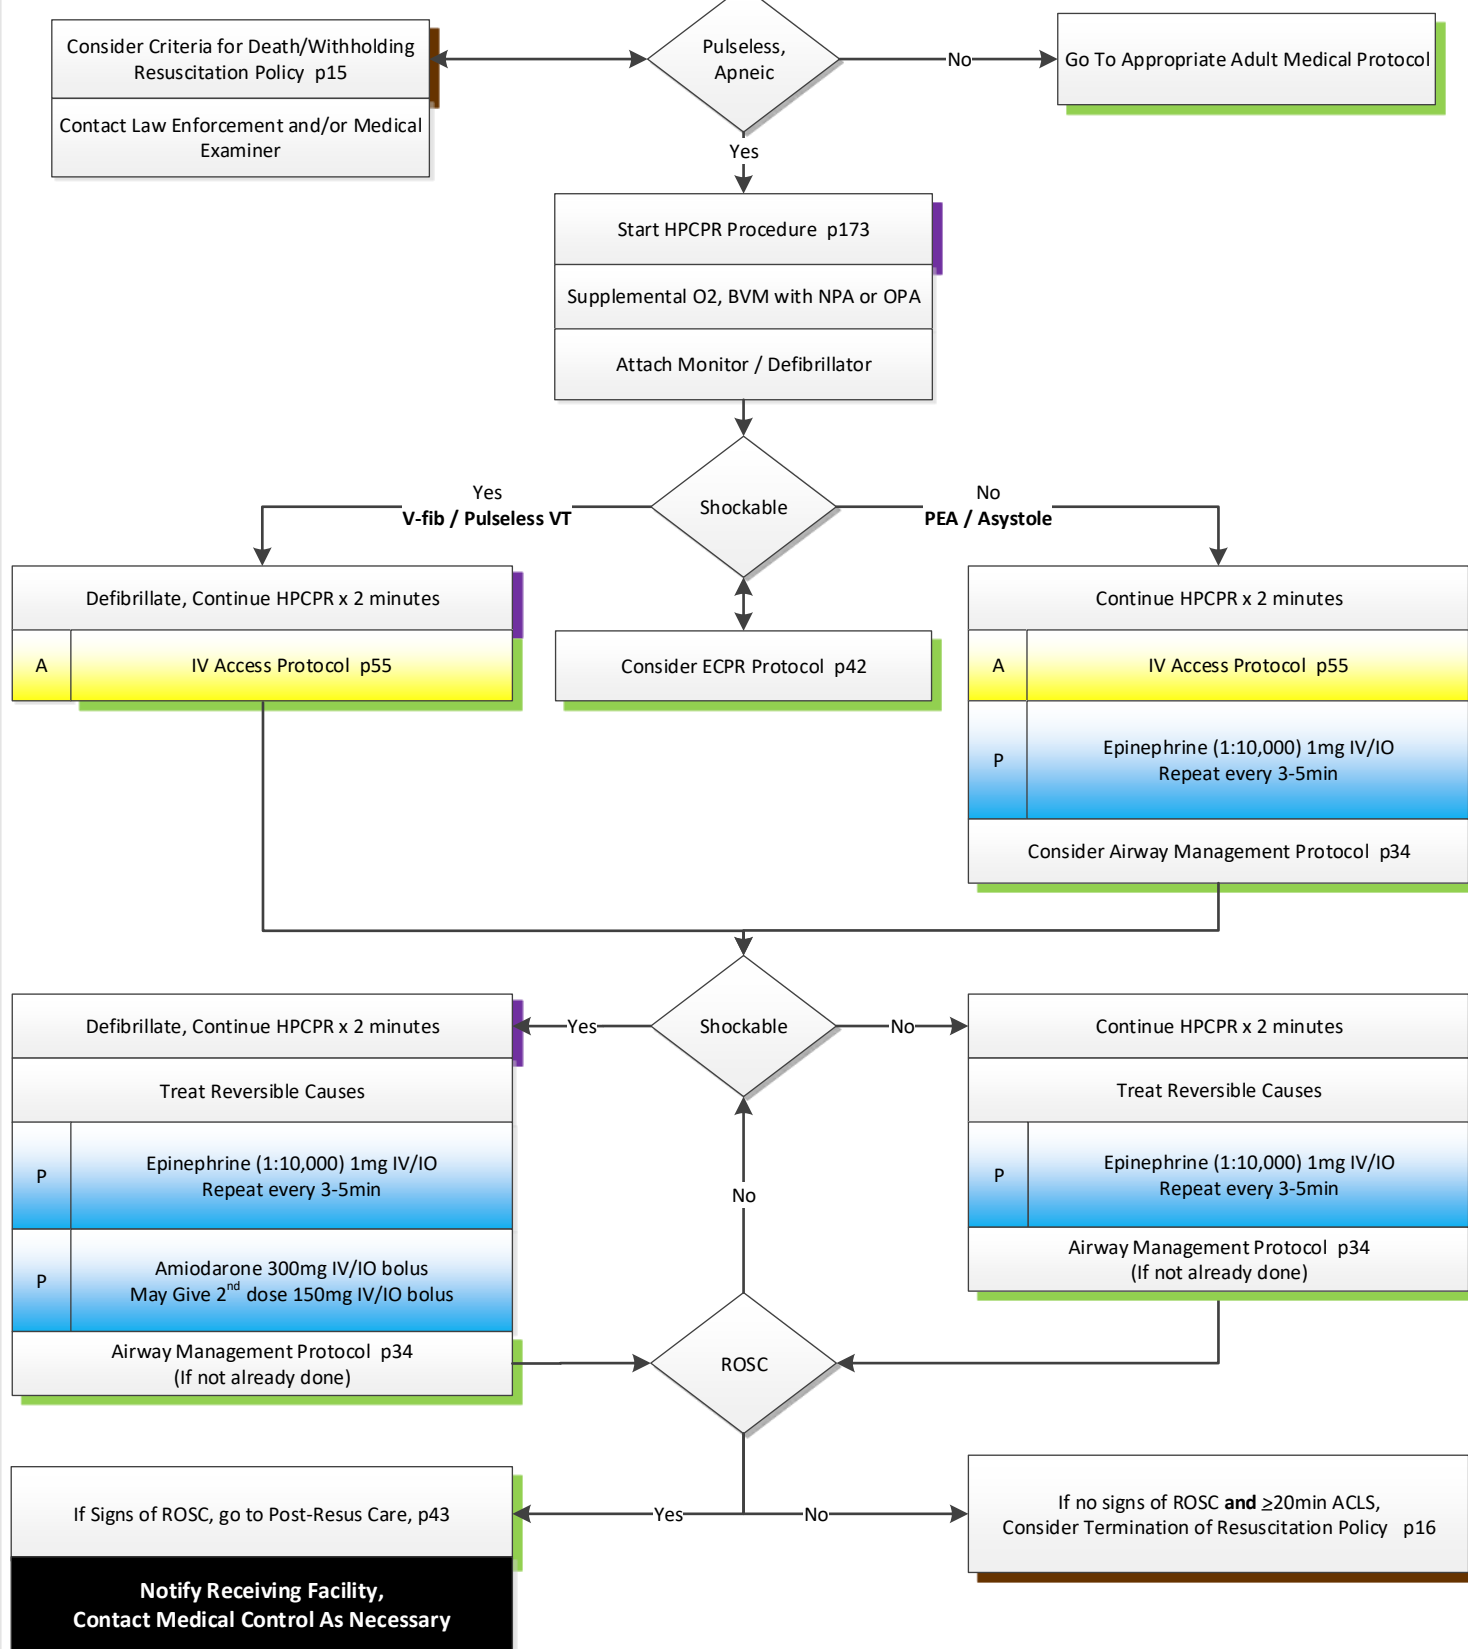 Consider Criteria for Death/Withholding
Resuscitation Policy p15
Contact Law Enforcement and/or Medical
Examiner
Pulseless,
Apneic
No
Go To Appropriate Adult Medical Protocol
Yes
Start HPCPR Procedure p173
Supplemental O2, BVM with NPA or OPA
Attach Monitor / Defibrillator
Shockable
Yes
V-fib / Pulseless VT
No
PEA / Asystole
Defibrillate, Continue HPCPR x 2 minutes
A
IV Access Protocol p55
Consider ECPR Protocol p42
Continue HPCPR x 2 minutes
A
IV Access Protocol p55
P
Epinephrine (1:10,000) 1mg IV/IO
Repeat every 3-5min
Consider Airway Management Protocol p34
Shockable
Yes
No
Defibrillate, Continue HPCPR x 2 minutes
Treat Reversible Causes
P
Epinephrine (1:10,000) 1mg IV/IO
Repeat every 3-5min
P
Amiodarone 300mg IV/IO bolus
May Give 2nd dose 150mg IV/IO bolus
Airway Management Protocol p34
(If not already done)
Continue HPCPR x 2 minutes
Treat Reversible Causes
P
Epinephrine (1:10,000) 1mg IV/IO
Repeat every 3-5min
Airway Management Protocol p34
(If not already done)
No
ROSC
Yes
No
If Signs of ROSC, go to Post-Resus Care, p43
Notify Receiving Facility,
Contact Medical Control As Necessary
If no signs of ROSC and ≥20min ACLS,
Consider Termination of Resuscitation Policy p16